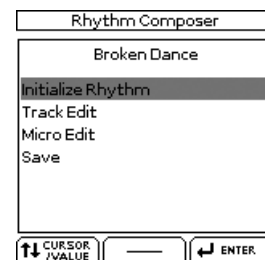 Rhythm Composer
Broken Dance
Initialize Rhythm
Track Edit
Micro Edit
Save
CURSOR
/VALUE
ENTER